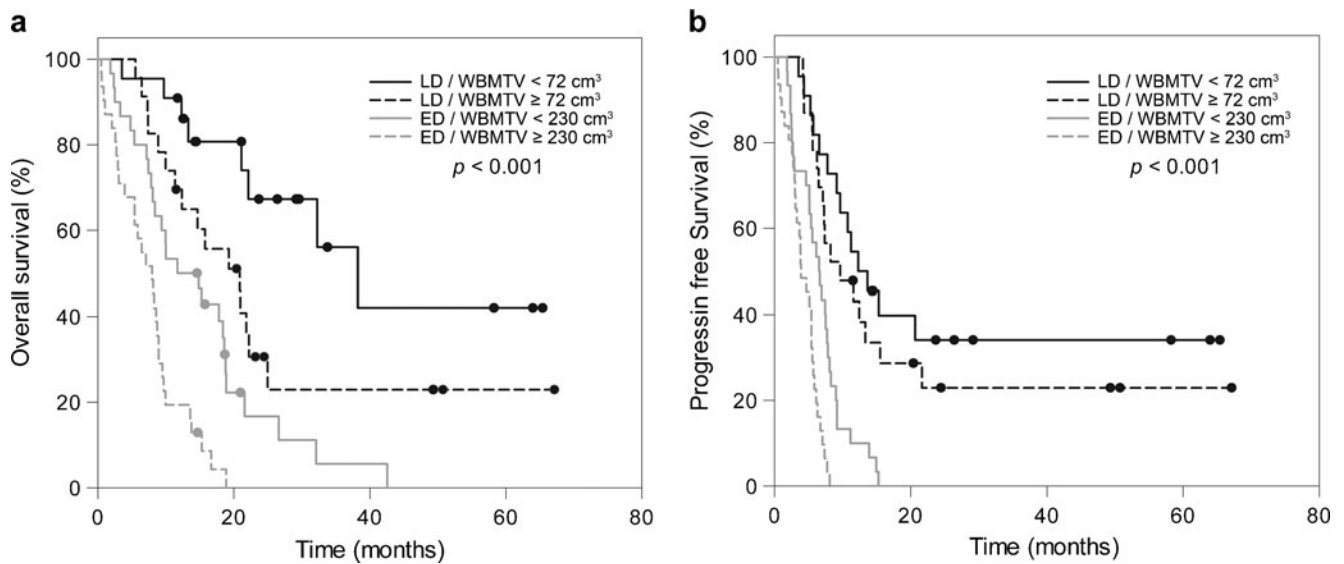 a
Overall survival (%)
100
80
60
40
20
0
LD / WBMTV < 72 cm³
LD / WBMTV ≥ 72 cm³
ED / WBMTV < 230 cm³
ED / WBMTV ≥ 230 cm³
p < 0.001
0 20 40 60 80
Time (months)
b
Progressin free Survival (%)
100
80
60
40
20
0
LD / WBMTV < 72 cm³
LD / WBMTV ≥ 72 cm³
ED / WBMTV < 230 cm³
ED / WBMTV ≥ 230 cm³
p < 0.001
0 20 40 60 80
Time (months)